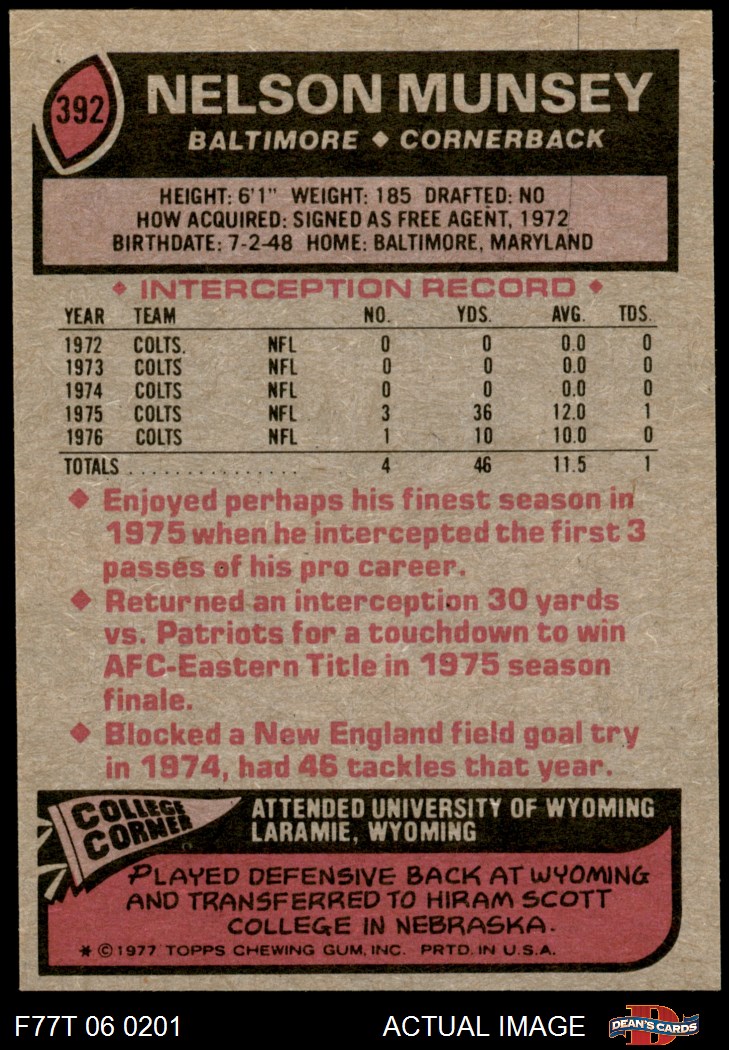 392
NELSON MUNSEY
BALTIMORE ◆ CORNERBACK
HEIGHT: 6'1" WEIGHT: 185 DRAFTED: NO
HOW ACQUIRED: SIGNED AS FREE AGENT, 1972
BIRTHDATE: 7-2-48 HOME: BALTIMORE, MARYLAND
◆ INTERCEPTION RECORD ◆
YEAR TEAM NO. YDS. AVG. TDS.
1972 COLTS. NFL 0 0 0.0 0
1973 COLTS NFL 0 0 0.0 0
1974 COLTS NFL 0 0 0.0 0
1975 COLTS NFL 3 36 12.0 1
1976 COLTS NFL 1 10 10.0 0
TOTALS . . . . . . . . . . . . . . . . 4 46 11.5 1
◆ Enjoyed perhaps his finest season in
1975 when he intercepted the first 3
passes of his pro career.
◆ Returned an interception 30 yards
vs. Patriots for a touchdown to win
AFC-Eastern Title in 1975 season
finale.
◆ Blocked a New England field goal try
in 1974, had 46 tackles that year.
COLLEGE
CORNER
ATTENDED UNIVERSITY OF WYOMING
LARAMIE, WYOMING
PLAYED DEFENSIVE BACK AT WYOMING
AND TRANSFERRED TO HIRAM SCOTT
COLLEGE IN NEBRASKA.
* © 1977 TOPPS CHEWING GUM, INC. PRTD. IN U.S.A.
F77T 06 0201 ACTUAL IMAGE
D
DEAN'S CARDS